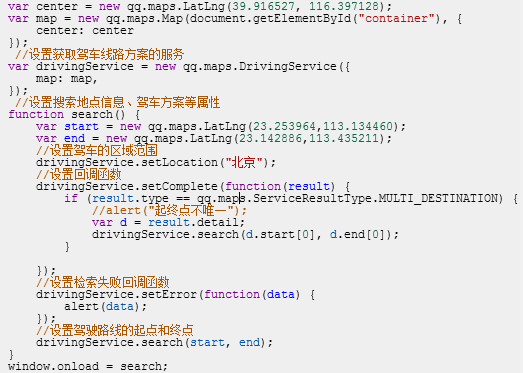 var center = new qq.maps.LatLng(39.916527, 116.397128);
var map = new qq.maps.Map(document.getElementById("container"), {
    center: center
});
 //设置获取驾车线路方案的服务
var drivingService = new qq.maps.DrivingService({
    map: map,
});
 //设置搜索地点信息、驾车方案等属性
function search() {
    var start = new qq.maps.LatLng(23.253964,113.134460);
    var end = new qq.maps.LatLng(23.142886,113.435211);
    //设置驾车的区域范围
    drivingService.setLocation("北京");
    //设置回调函数
    drivingService.setComplete(function(result) {
        if (result.type == qq.maps.ServiceResultType.MULTI_DESTINATION) {
            //alert("起终点不唯一");
            var d = result.detail;
            drivingService.search(d.start[0], d.end[0]);
        }
    });
    //设置检索失败回调函数
    drivingService.setError(function(data) {
        alert(data);
    });
    //设置驾驶路线的起点和终点
    drivingService.search(start, end);
}
window.onload = search;